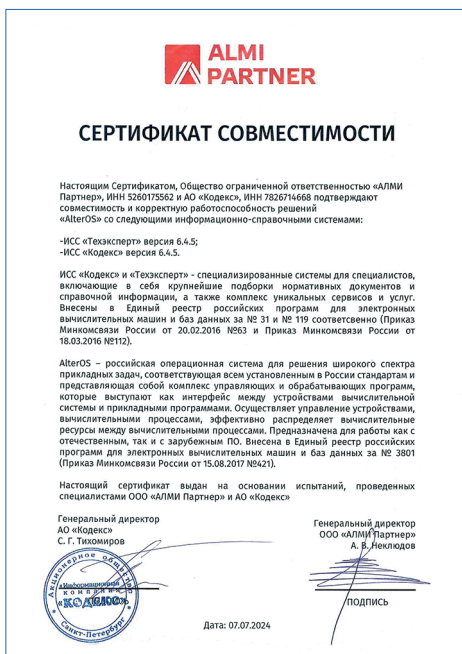 ALMI
PARTNER
СЕРТИФИКАТ СОВМЕСТИМОСТИ
Настоящим Сертификатом, Общество ограниченной ответственностью «АЛМИ
Партнер», ИНН 5260175562 и АО «Кодекс», ИНН 7826714668 подтверждают
совместимость и корректную работоспособность решений
«AlterOS» со следующими информационно-справочными системами:
-ИСС «Техэксперт» версия 6.4.5;
-ИСС «Кодекс» версия 6.4.5.
ИСС «Кодекс» и «Техэксперт» - специализированные системы для специалистов,
включающие в себя крупнейшие подборки нормативных документов и
справочной информации, а также комплекс уникальных сервисов и услуг.
Внесены в Единый реестр российских программ для электронных
вычислительных машин и баз данных за № 31 и № 119 соответсвенно (Приказ
Минкомсвязи России от 20.02.2016 №63 и Приказ Минкомсвязи России от
18.03.2016 №112).
AlterOS – российская операционная система для решения широкого спектра
прикладных задач, соответствующая всем установленным в России стандартам и
представляющая собой комплекс управляющих и обрабатывающих программ,
которые выступают как интерфейс между устройствами вычислительной
системы и прикладными программами. Осуществляет управление устройствами,
вычислительными процессами, эффективно распределяет вычислительные
ресурсы между вычислительными процессами. Предназначена для работы как с
отечественным, так и с зарубежным ПО. Внесена в Единый реестр российских
программ для электронных вычислительных машин и баз данных за № 3801
(Приказ Минкомсвязи России от 15.08.2017 №421).
Настоящий сертификат выдан на основании испытаний, проведенных
специалистами ООО «АЛМИ Партнер» и АО «Кодекс»
Генеральный директор
АО «Кодекс»
С. Г. Тихомиров
Генеральный директор
ООО «АЛМИ Партнер»
А. В. Неклюдов
Акционерное общество
«Информационная
компания
«КОДЕКС»
Санкт-Петербург
ПОДПИСЬ
Дата: 07.07.2024